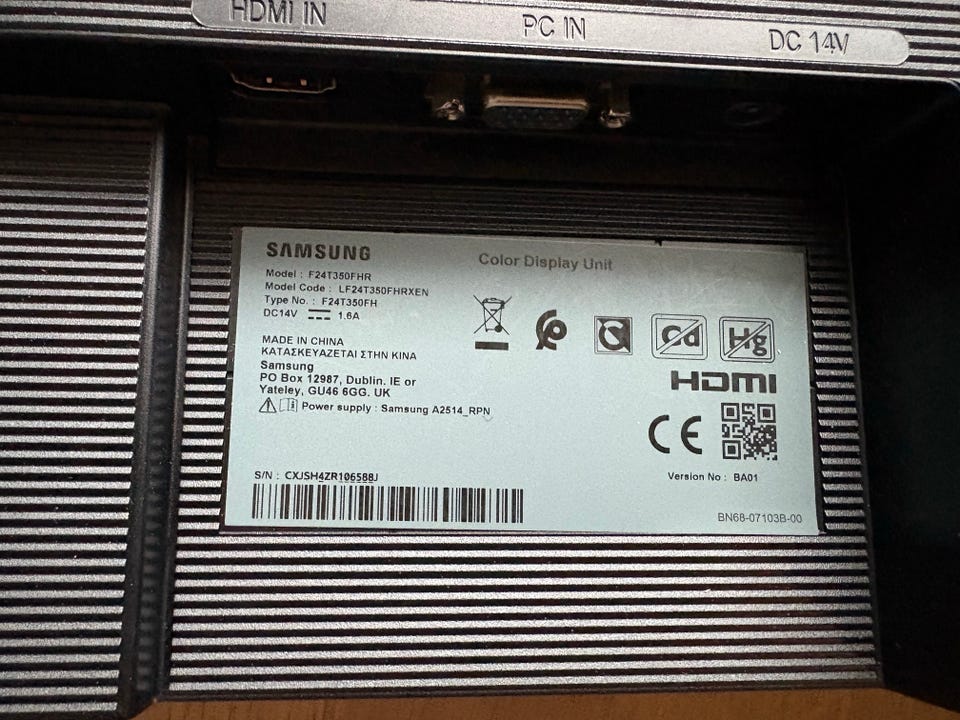 HDMI IN
PC IN
DC 14V
SAMSUNG
Color Display Unit
Model : F24T350FHR
Model Code : LF24T350FHRXEN
Type No. : F24T350FH
DC14V 1.6A
MADE IN CHINA
ΚΑΤΑΣΚΕΥΑΖΕΤΑΙ ΣΤΗΝ ΚΙΝΑ
Samsung
PO Box 12987, Dublin. IE or
Yateley, GU46 6GG. UK
Power supply : Samsung A2514_RPN
Cd
Hg
HDMI
CE
Version No : BA01
S/N : CXJSH4ZR106588J
BN68-07103B-00